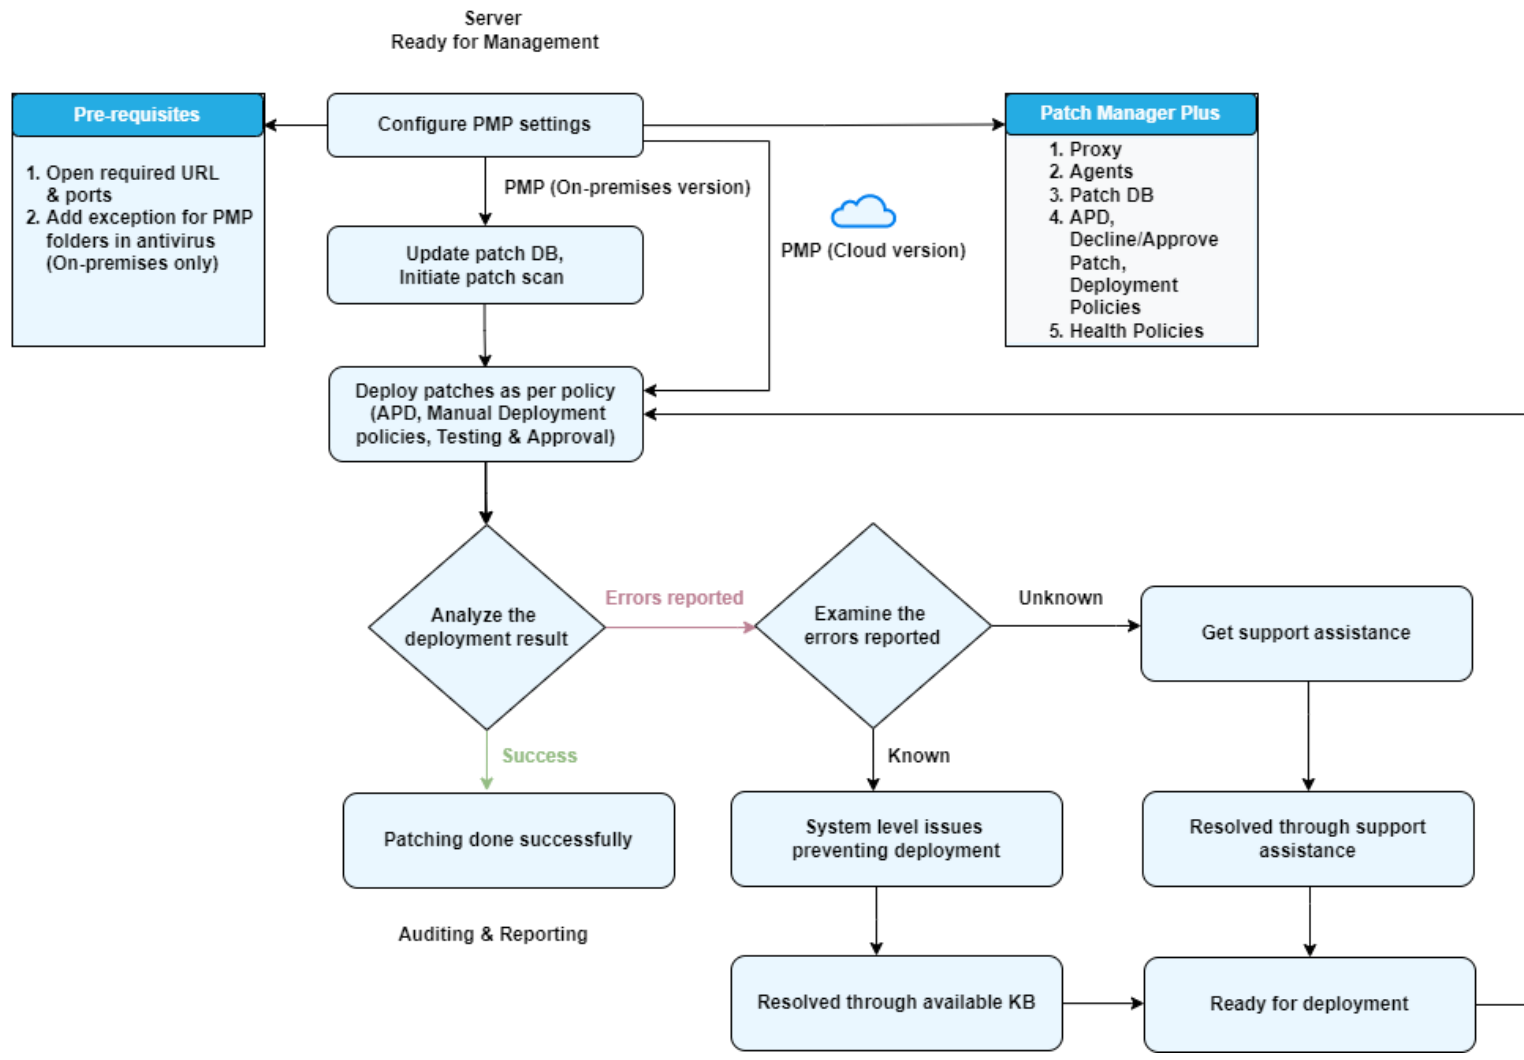 Server
Ready for Management
Pre-requisites
1. Open required URL
& ports
2. Add exception for PMP
folders in antivirus
(On-premises only)
Configure PMP settings
Patch Manager Plus
1. Proxy
2. Agents
3. Patch DB
4. APD,
Decline/Approve
Patch,
Deployment
Policies
5. Health Policies
PMP (On-premises version)
PMP (Cloud version)
Update patch DB,
Initiate patch scan
Deploy patches as per policy
(APD, Manual Deployment
policies, Testing & Approval)
Analyze the
deployment result
Errors reported
Examine the
errors reported
Unknown
Get support assistance
Success
Known
Patching done successfully
System level issues
preventing deployment
Resolved through support
assistance
Auditing & Reporting
Resolved through available KB
Ready for deployment